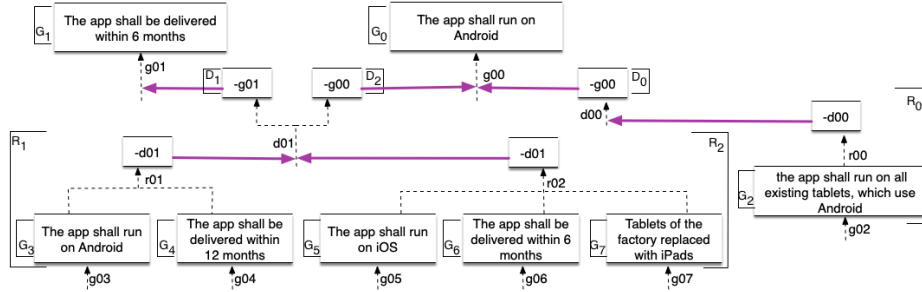 G1
The app shall be delivered
within 6 months
G0
The app shall run on
Android
g01
D1
-g01
-g00
D2
g00
-g00
D0
d00
-d00
R0
R1
-d01
d01
-d01
R2
r00
r01
r02
G2
the app shall run on all
existing tablets, which use
Android
g02
G3
The app shall run
on Android
G4
The app shall be
delivered within
12 months
G5
The app shall run
on iOS
G6
The app shall be
delivered within 6
months
G7
Tablets of the
factory replaced
with iPads
g03
g04
g05
g06
g07